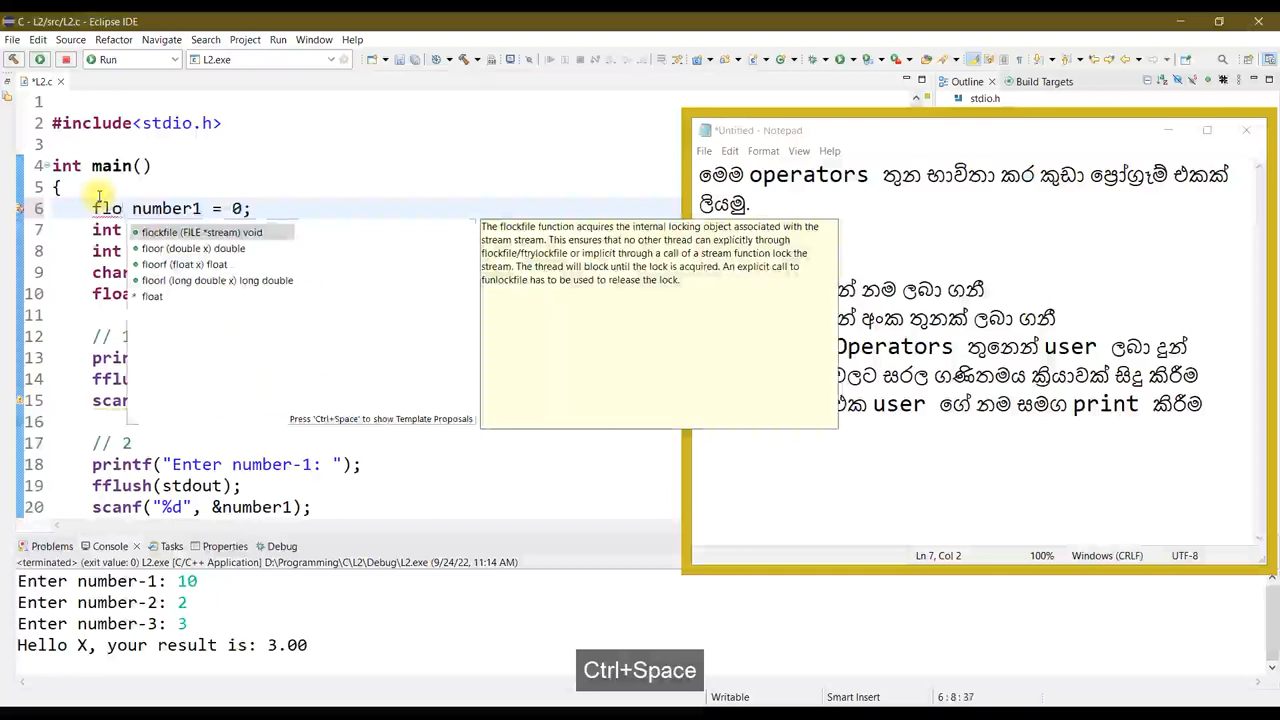 C - L2/src/L2.c - Eclipse IDE
File Edit Source Refactor Navigate Search Project Run Window Help
Run L2.exe
*L2.c
Outline Build Targets
stdio.h
1
2 #include<stdio.h>
3
4 int main()
5 {
6 flo number1 = 0;
7 int
8 int
9 char
10 floa
11
12 // 1
13 prin
14 fflu
15 scan
16
17 // 2
18 printf("Enter number-1: ");
19 fflush(stdout);
20 scanf("%d", &number1);
flockfile (FILE *stream) void
floor (double x) double
floorf (float x) float
floorl (long double x) long double
float
Press 'Ctrl+Space' to show Template Proposals
The flockfile function acquires the internal locking object associated with the
stream stream. This ensures that no other thread can explicitly through
flockfile/ftrylockfile or implicit through a call of a stream function lock the
stream. The thread will block until the lock is acquired. An explicit call to
funlockfile has to be used to release the lock.
*Untitled - Notepad
File Edit Format View Help
මෙම operators තුන භාවිතා කර කුඩා ප්‍රෝග්‍රෑම් එකක්
ලියමු.
න් නම ලබා ගනී
න් අංක තුනක් ලබා ගනී
Operators තුනෙන් user ලබා දුන්
වලට සරල ගණිතමය ක්‍රියාවක් සිදු කිරීම
එක user ගේ නම සමග print කිරීම
Ln 7, Col 2 100% Windows (CRLF) UTF-8
Problems Console Tasks Properties Debug
<terminated> (exit value: 0) L2.exe [C/C++ Application] D:\Programming\C\L2\Debug\L2.exe (9/24/22, 11:14 AM)
Enter number-1: 10
Enter number-2: 2
Enter number-3: 3
Hello X, your result is: 3.00
Ctrl+Space
Writable Smart Insert 6 : 8 : 37